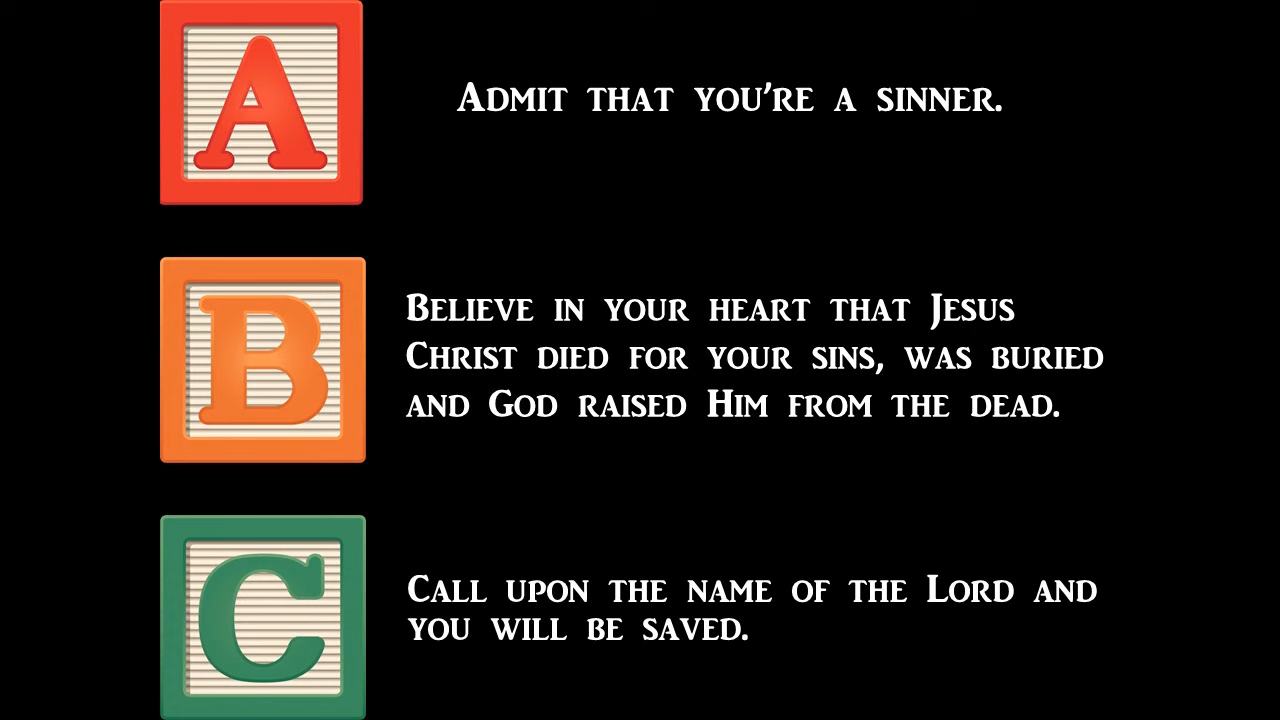 A
Admit that you're a sinner.
B
Believe in your heart that Jesus
Christ died for your sins, was buried
and God raised Him from the dead.
C
Call upon the name of the Lord and
you will be saved.